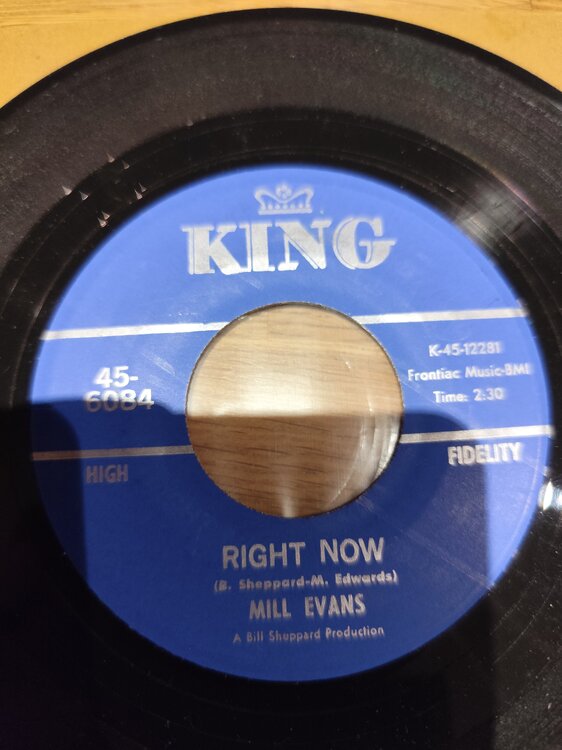 KING
45-
6084
K-45-12281
Frontiac Music-BMI
Time: 2:30
HIGH
FIDELITY
RIGHT NOW
(B. Sheppard-M. Edwards)
MILL EVANS
A Bill Sheppard Production